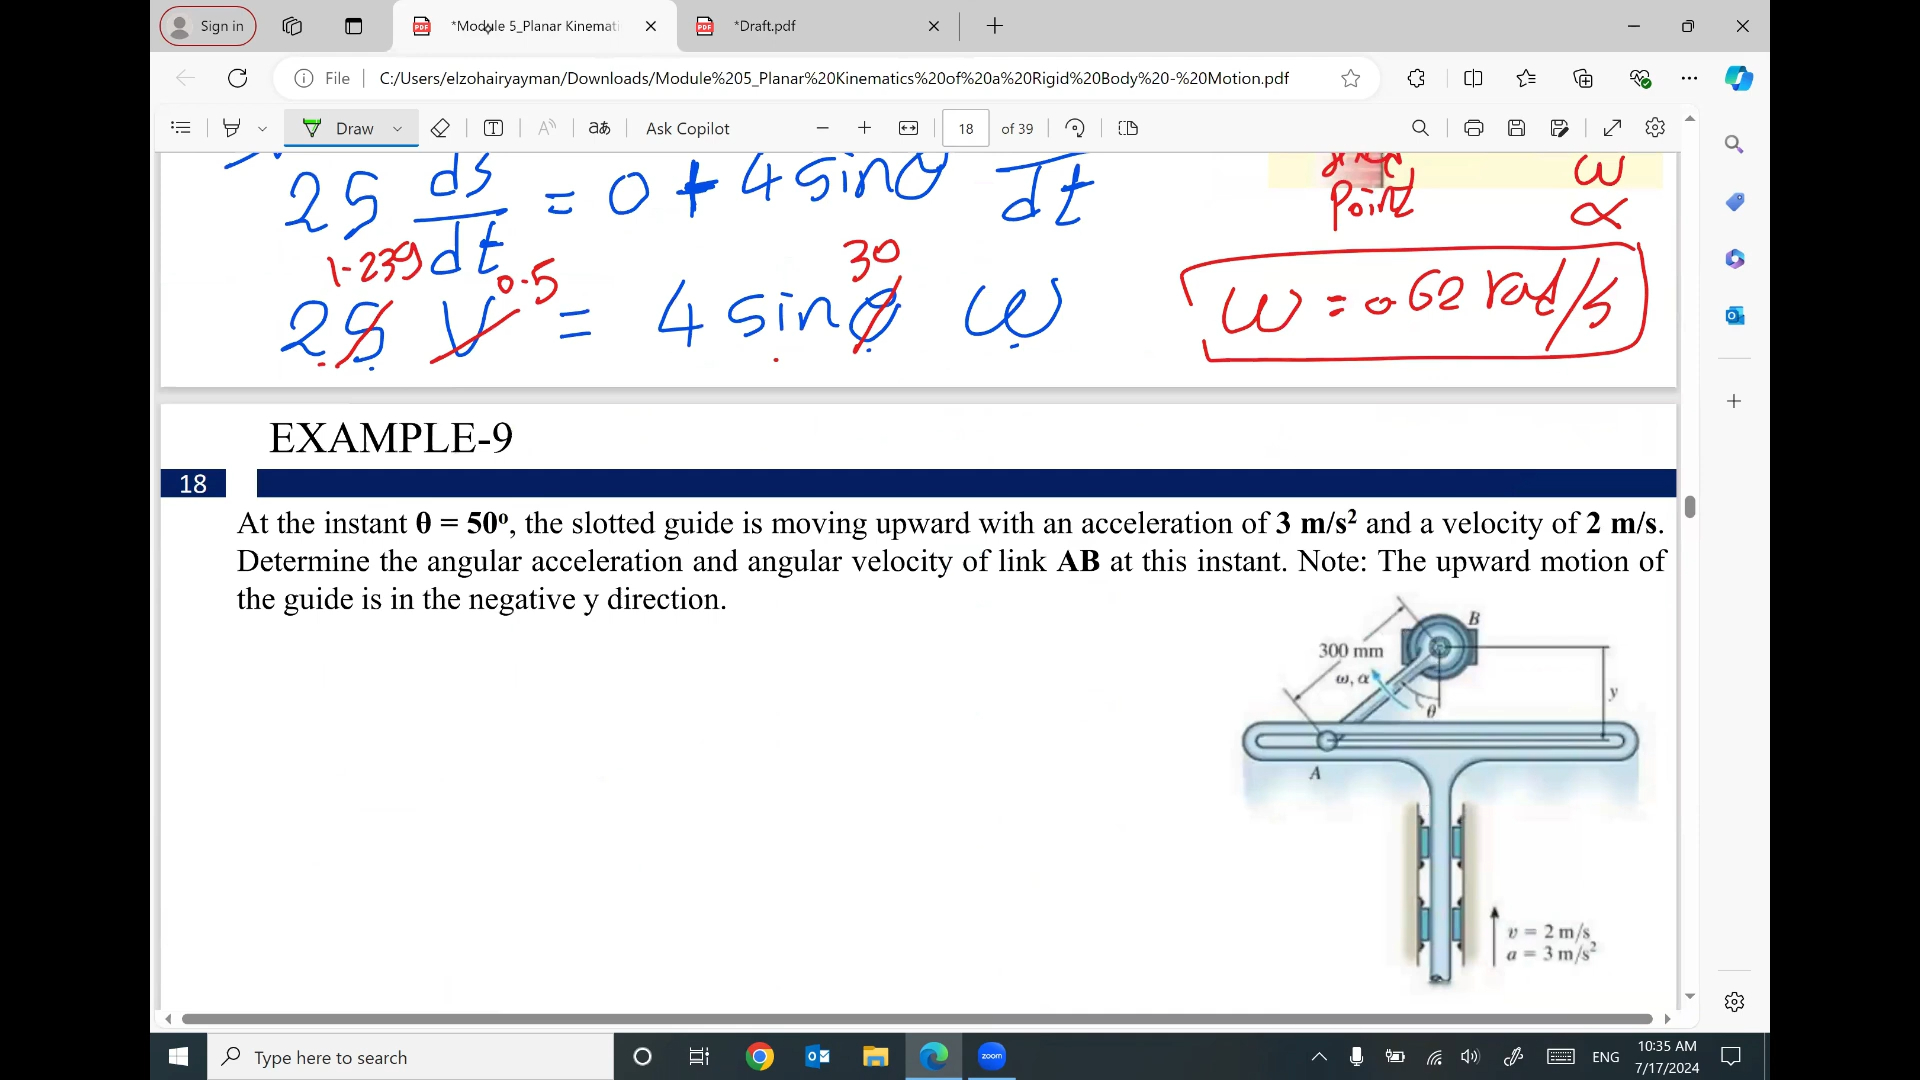 Sign in
*Module 5_Planar Kinemati
*Draft.pdf
File
C:/Users/elzohairyayman/Downloads/Module%205_Planar%20Kinematics%20of%20a%20Rigid%20Body%20-%20Motion.pdf
Draw
aあ
Ask Copilot
18
of 39
25 ds/dt = 0 + 4 sinθ /dt
Point
ω
α
1.239
0.5
30
25 V = 4 sinθ ω
ω = 0.62 rad/s
EXAMPLE-9
18
At the instant θ = 50º, the slotted guide is moving upward with an acceleration of 3 m/s² and a velocity of 2 m/s.
Determine the angular acceleration and angular velocity of link AB at this instant. Note: The upward motion of
the guide is in the negative y direction.
B
300 mm
ω, α
θ
y
A
v = 2 m/s
a = 3 m/s²
Type here to search
zoom
ENG
10:35 AM
7/17/2024